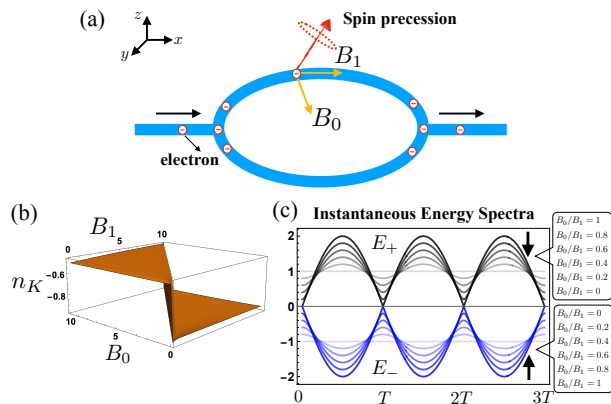 (a)
z
y
x
Spin precession
B₁
B₀
electron
(b)
B₁
0
5
10
n_K
−0.6
−0.8
10
5
0
B₀
(c) Instantaneous Energy Spectra
2
1
0
−1
−2
E₊
E₋
0
T
2T
3T
B₀/B₁ = 1
B₀/B₁ = 0.8
B₀/B₁ = 0.6
B₀/B₁ = 0.4
B₀/B₁ = 0.2
B₀/B₁ = 0
B₀/B₁ = 0
B₀/B₁ = 0.2
B₀/B₁ = 0.4
B₀/B₁ = 0.6
B₀/B₁ = 0.8
B₀/B₁ = 1